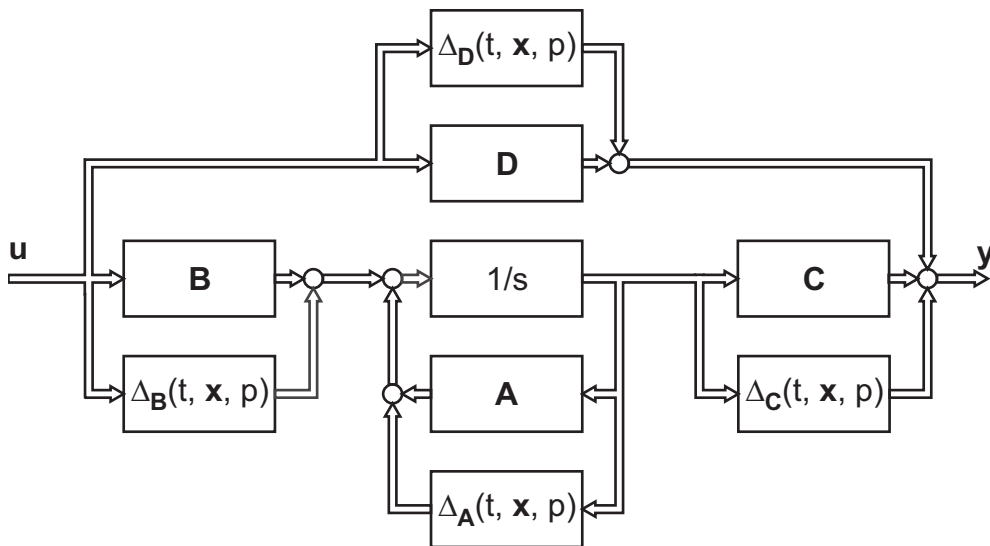 ΔD(t, x, p)
D
u
B
1/s
C
y
ΔB(t, x, p)
A
ΔC(t, x, p)
ΔA(t, x, p)